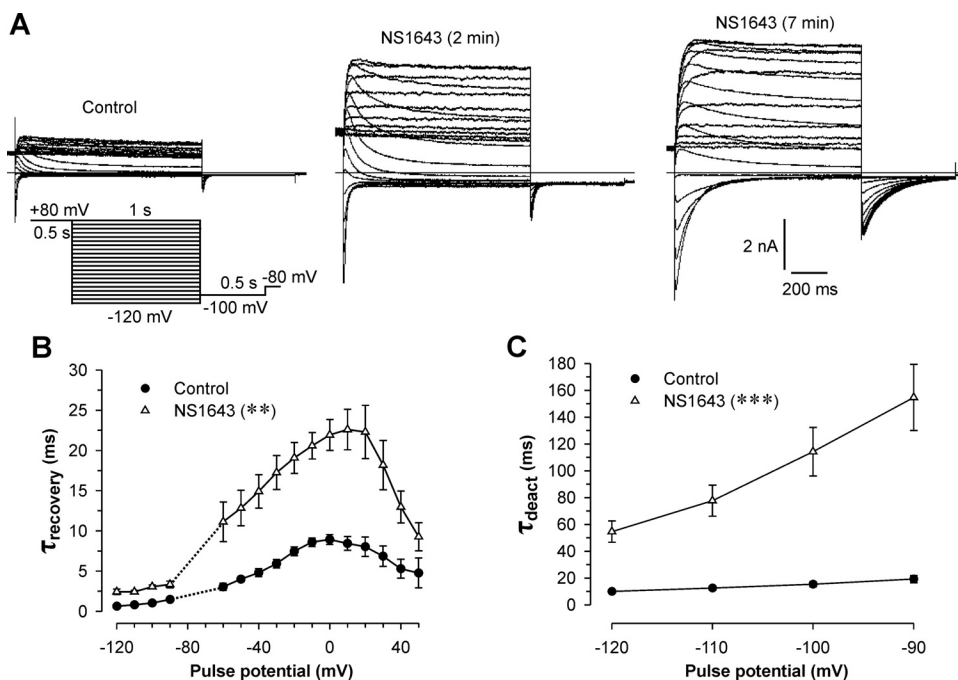 A
Control
NS1643 (2 min)
NS1643 (7 min)
+80 mV
1 s
0.5 s
0.5 s
-80 mV
-100 mV
-120 mV
2 nA
200 ms
B
Control
NS1643 (**)
τrecovery (ms)
30
25
20
15
10
5
0
-120
-80
-40
0
40
Pulse potential (mV)
C
Control
NS1643 (***)
τdeact (ms)
180
160
140
120
100
80
60
40
20
0
-120
-110
-100
-90
Pulse potential (mV)